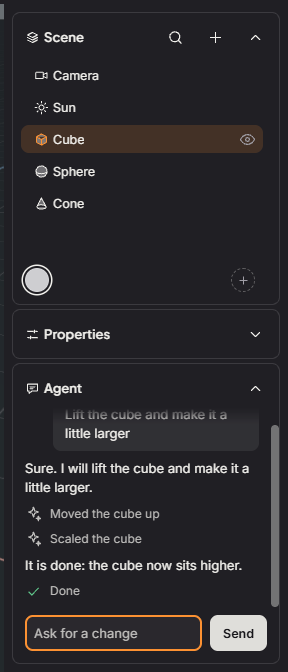 Scene
Camera
Sun
Cube
Sphere
Cone
Properties
Agent
Lift the cube and make it a
little larger
Sure. I will lift the cube and make it a
little larger.
Moved the cube up
Scaled the cube
It is done: the cube now sits higher.
Done
Ask for a change
Send